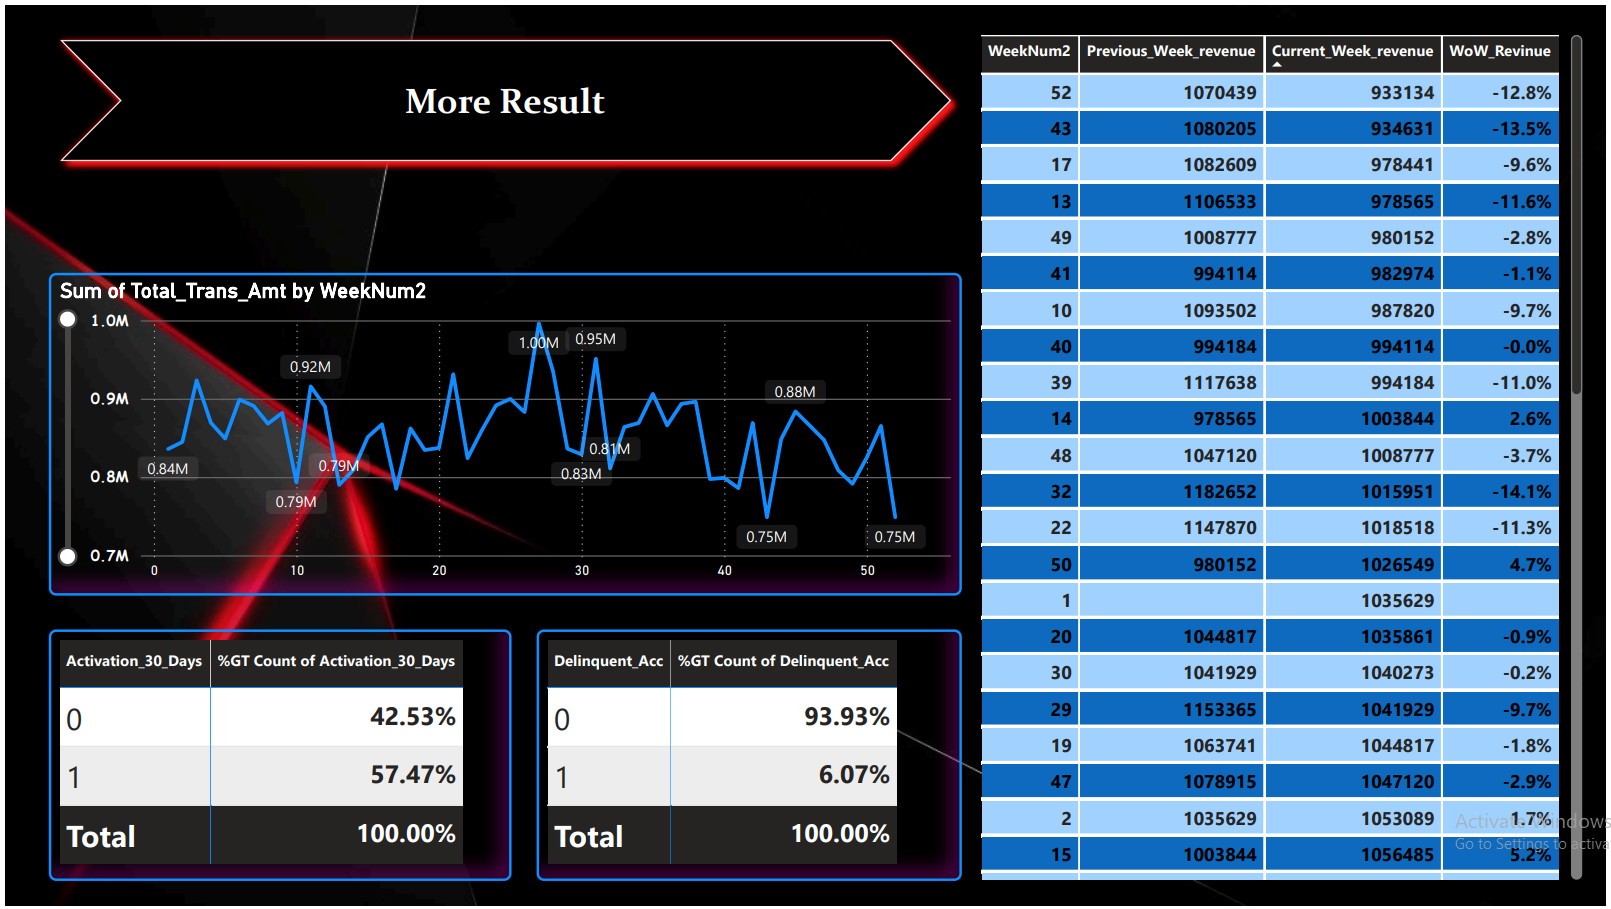 More Result
Sum of Total_Trans_Amt by WeekNum2
1.0M
0.9M
0.8M
0.7M
0.84M
0.79M
0.92M
0.79M
1.00M
0.95M
0.83M
0.81M
0.75M
0.88M
0.75M
0 10 20 30 40 50
Activation_30_Days %GT Count of Activation_30_Days
0 42.53%
1 57.47%
Total 100.00%
Delinquent_Acc %GT Count of Delinquent_Acc
0 93.93%
1 6.07%
Total 100.00%
WeekNum2 Previous_Week_revenue Current_Week_revenue WoW_Revinue
52 1070439 933134 -12.8%
43 1080205 934631 -13.5%
17 1082609 978441 -9.6%
13 1106533 978565 -11.6%
49 1008777 980152 -2.8%
41 994114 982974 -1.1%
10 1093502 987820 -9.7%
40 994184 994114 -0.0%
39 1117638 994184 -11.0%
14 978565 1003844 2.6%
48 1047120 1008777 -3.7%
32 1182652 1015951 -14.1%
22 1147870 1018518 -11.3%
50 980152 1026549 4.7%
1 1035629
20 1044817 1035861 -0.9%
30 1041929 1040273 -0.2%
29 1153365 1041929 -9.7%
19 1063741 1044817 -1.8%
47 1078915 1047120 -2.9%
2 1035629 1053089 1.7%
15 1003844 1056485 5.2%
Activate Windows
Go to Settings to activa